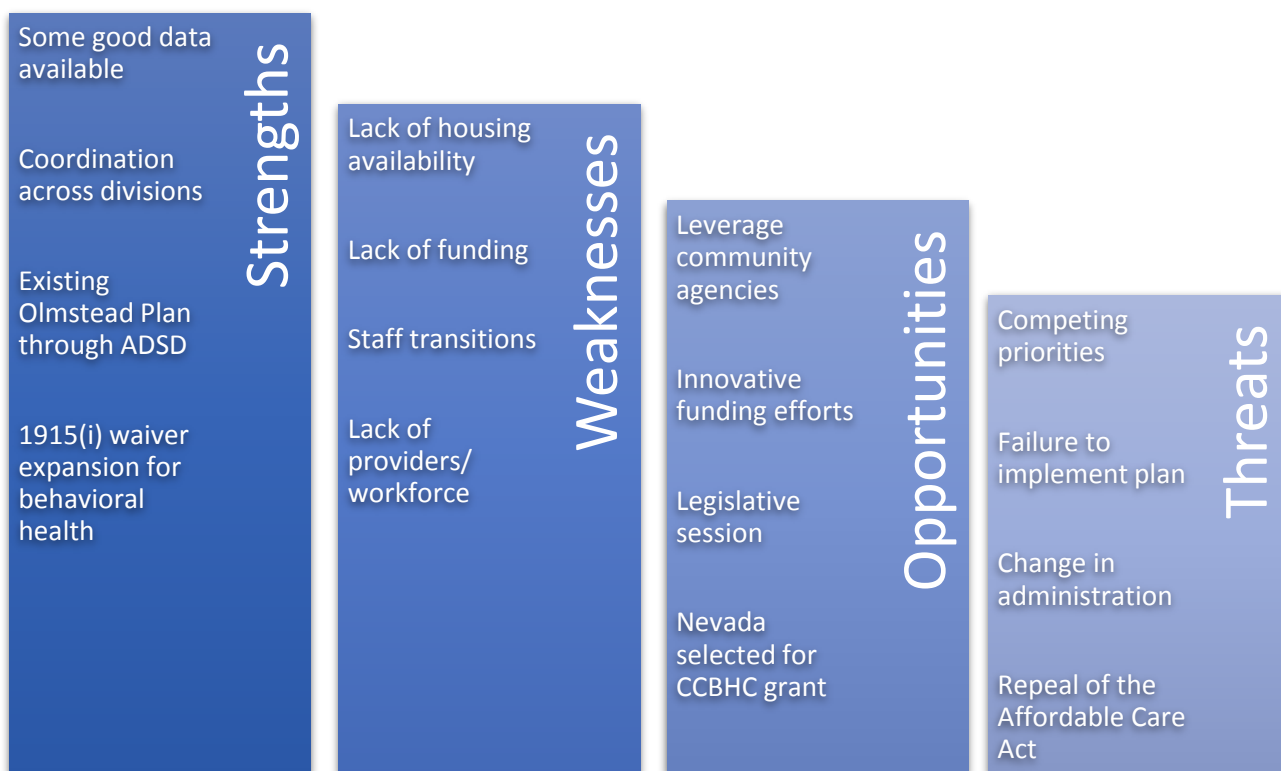 Strengths
Some good data
available
Coordination
across divisions
Existing
Olmstead Plan
through ADSD
1915(i) waiver
expansion for
behavioral
health
Weaknesses
Lack of housing
availability
Lack of funding
Staff transitions
Lack of
providers/
workforce
Opportunities
Leverage
community
agencies
Innovative
funding efforts
Legislative
session
Nevada
selected for
CCBHC grant
Threats
Competing
priorities
Failure to
implement plan
Change in
administration
Repeal of the
Affordable Care
Act